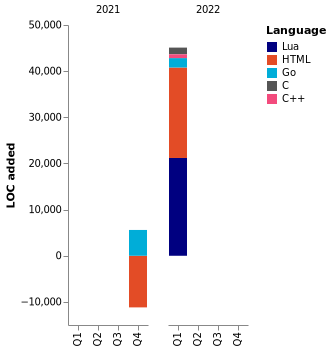 2021 2022
Language
Lua
HTML
Go
C
C++
LOC added
50,000
40,000
30,000
20,000
10,000
0
−10,000
Q1 Q2 Q3 Q4 Q1 Q2 Q3 Q4